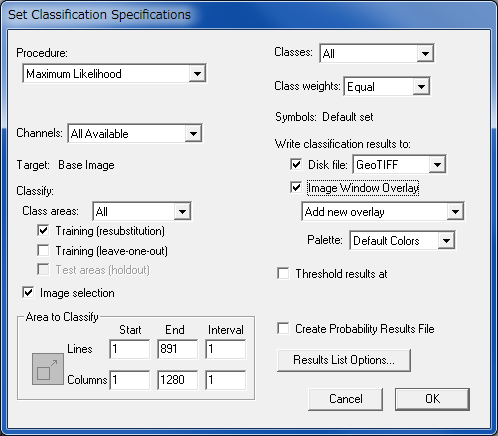 Set Classification Specifications
Procedure:
Maximum Likelihood
Channels: All Available
Target: Base Image
Classify:
Class areas: All
Training (resubstitution)
Training (leave-one-out)
Test areas (holdout)
Image selection
Area to Classify
Start End Interval
Lines 1 891 1
Columns 1 1280 1
Classes: All
Class weights: Equal
Symbols: Default set
Write classification results to:
Disk file: GeoTIFF
Image Window Overlay
Add new overlay
Palette: Default Colors
Threshold results at
Create Probability Results File
Results List Options...
Cancel OK